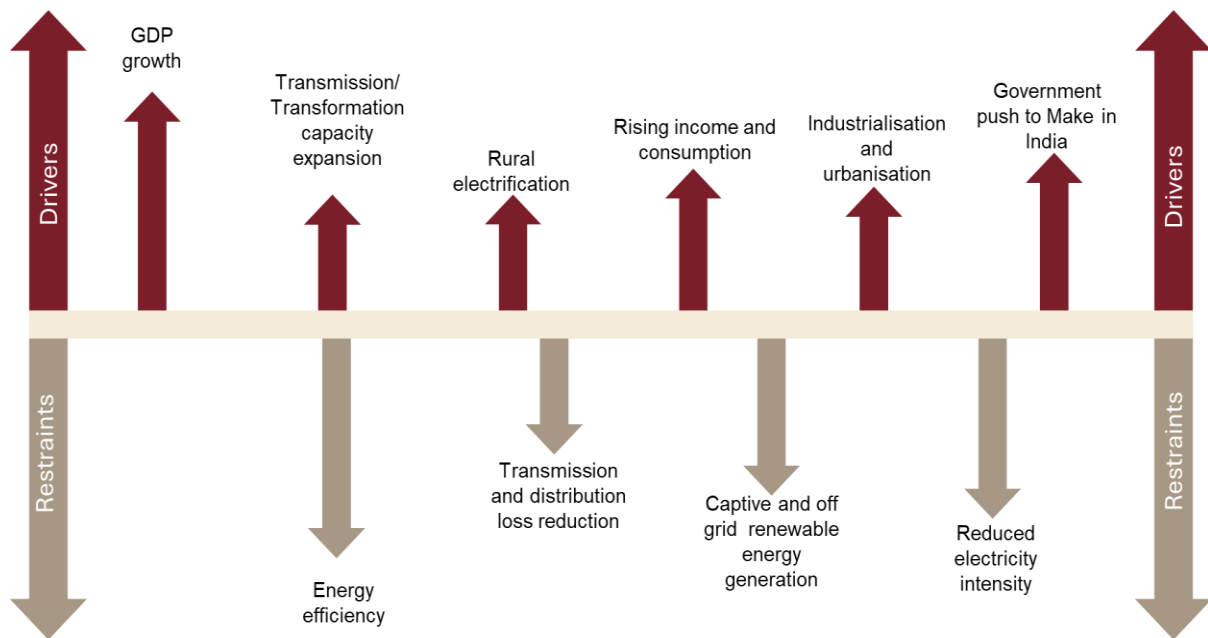 Drivers
GDP
growth
Transmission/
Transformation
capacity
expansion
Rural
electrification
Rising income and
consumption
Industrialisation
and
urbanisation
Government
push to Make in
India
Drivers
Restraints
Energy
efficiency
Transmission
and distribution
loss reduction
Captive and off
grid renewable
energy
generation
Reduced
electricity
intensity
Restraints